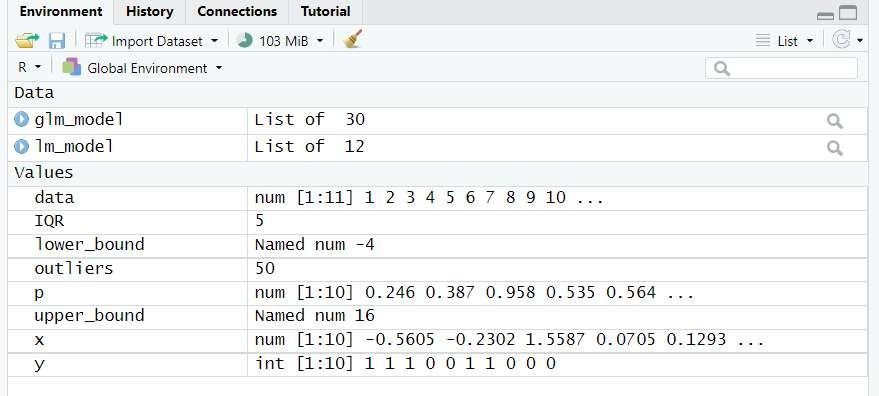 Environment History Connections Tutorial
Import Dataset 103 MiB List
R Global Environment
Data
glm_model List of 30
lm_model List of 12
Values
data num [1:11] 1 2 3 4 5 6 7 8 9 10 ...
IQR 5
lower_bound Named num -4
outliers 50
p num [1:10] 0.246 0.387 0.958 0.535 0.564 ...
upper_bound Named num 16
x num [1:10] -0.5605 -0.2302 1.5587 0.0705 0.1293 ...
y int [1:10] 1 1 1 0 0 1 1 0 0 0